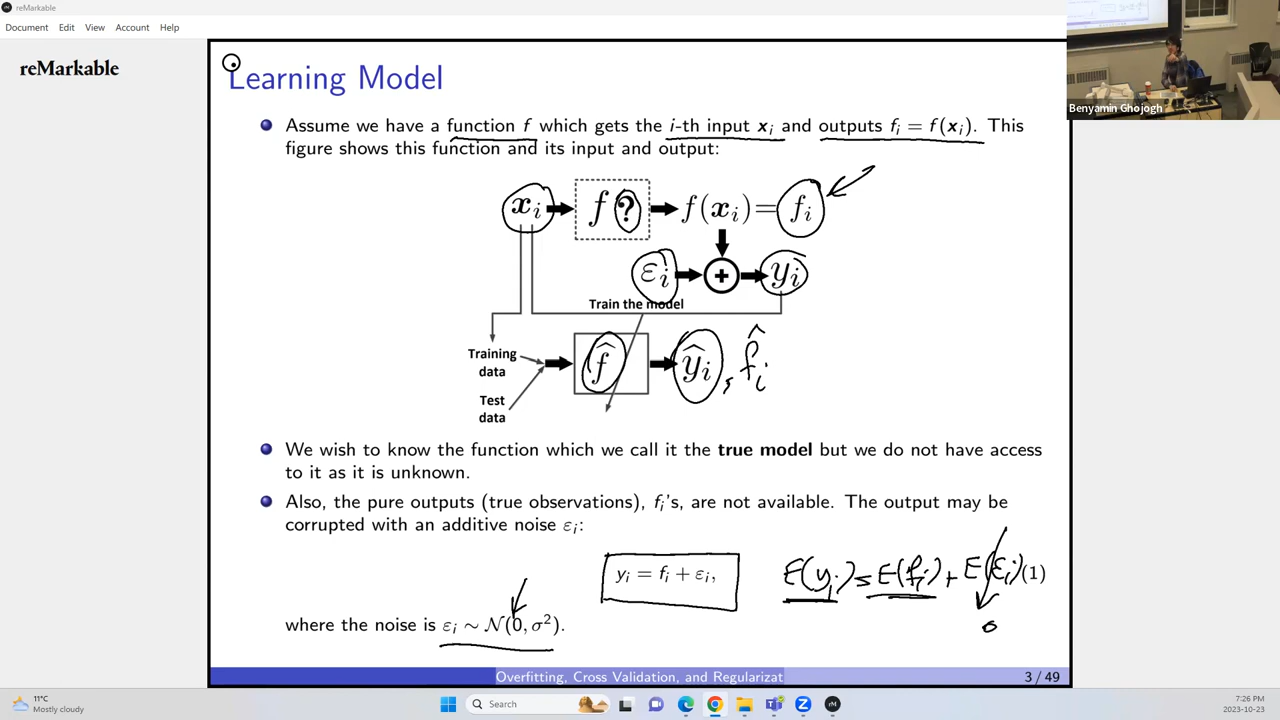 reMarkable
Document Edit View Account Help
reMarkable
Benyamin Ghojogh
Learning Model
Assume we have a function f which gets the i-th input xᵢ and outputs fᵢ = f(xᵢ). This
figure shows this function and its input and output:
xᵢ f ? f(xᵢ) = fᵢ
εᵢ + yᵢ
Train the model
Training
data
f̂ ŷᵢ , f̂ᵢ
Test
data
We wish to know the function which we call it the true model but we do not have access
to it as it is unknown.
Also, the pure outputs (true observations), fᵢ's, are not available. The output may be
corrupted with an additive noise εᵢ:
yᵢ = fᵢ + εᵢ, E(yᵢ) = E(fᵢ) + E(εᵢ) (1)
0
where the noise is εᵢ ∼ N(0, σ²).
Overfitting, Cross Validation, and Regularizat 3 / 49
11°C
Mostly cloudy
Search
rM
7:26 PM
2023-10-23